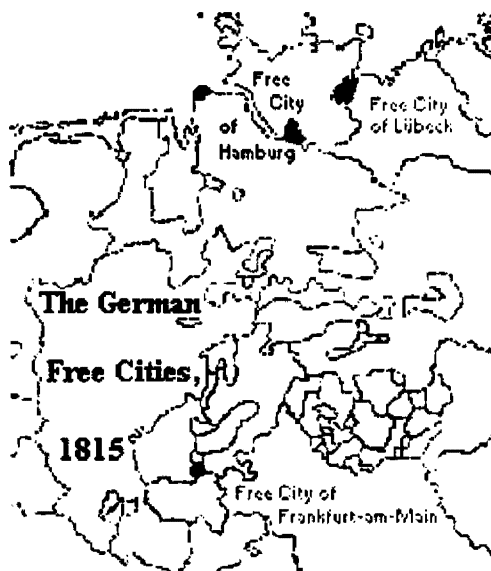 Free
City
of
Hamburg
Free City
of Lübeck
The German
Free Cities,
1815
Free City of
Frankfurt-am-Main